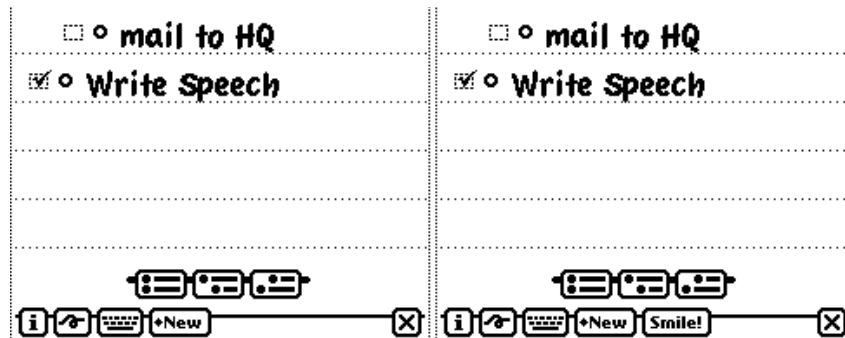 mail to HQ
Write Speech
i +New X
mail to HQ
Write Speech
i +New Smile! X